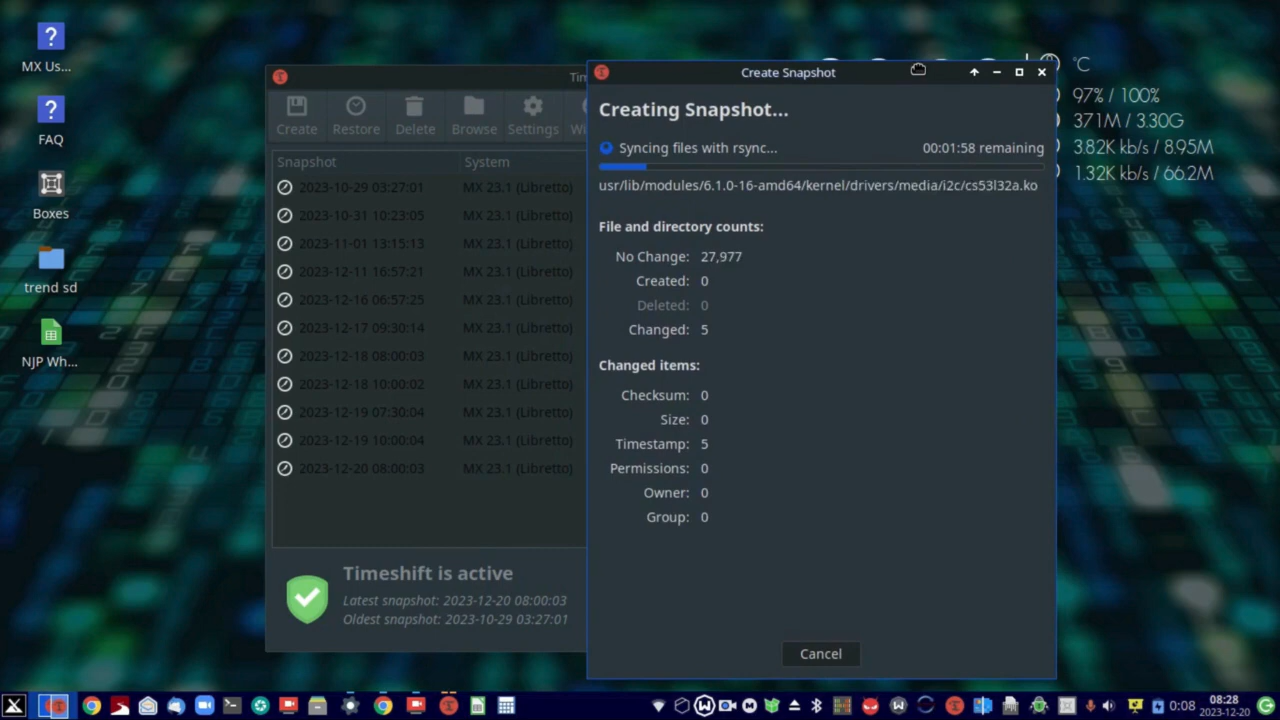 MX Us...
FAQ
Boxes
trend sd
NJP Wh...
Create
Restore
Delete
Browse
Settings
Snapshot System
2023-10-29 03:27:01 MX 23.1 (Libretto)
2023-10-31 10:23:05 MX 23.1 (Libretto)
2023-11-01 13:15:13 MX 23.1 (Libretto)
2023-12-11 16:57:21 MX 23.1 (Libretto)
2023-12-16 06:57:25 MX 23.1 (Libretto)
2023-12-17 09:30:14 MX 23.1 (Libretto)
2023-12-18 08:00:03 MX 23.1 (Libretto)
2023-12-18 10:00:02 MX 23.1 (Libretto)
2023-12-19 07:30:04 MX 23.1 (Libretto)
2023-12-19 10:00:04 MX 23.1 (Libretto)
2023-12-20 08:00:03 MX 23.1 (Libretto)
Timeshift is active
Latest snapshot: 2023-12-20 08:00:03
Oldest snapshot: 2023-10-29 03:27:01
Create Snapshot
Creating Snapshot...
Syncing files with rsync... 00:01:58 remaining
usr/lib/modules/6.1.0-16-amd64/kernel/drivers/media/i2c/cs53l32a.ko
File and directory counts:
No Change: 27,977
Created: 0
Deleted: 0
Changed: 5
Changed items:
Checksum: 0
Size: 0
Timestamp: 5
Permissions: 0
Owner: 0
Group: 0
Cancel
°C
97% / 100%
371M / 3.30G
3.82K kb/s / 8.95M
1.32K kb/s / 66.2M
0:08
08:28
2023-12-20